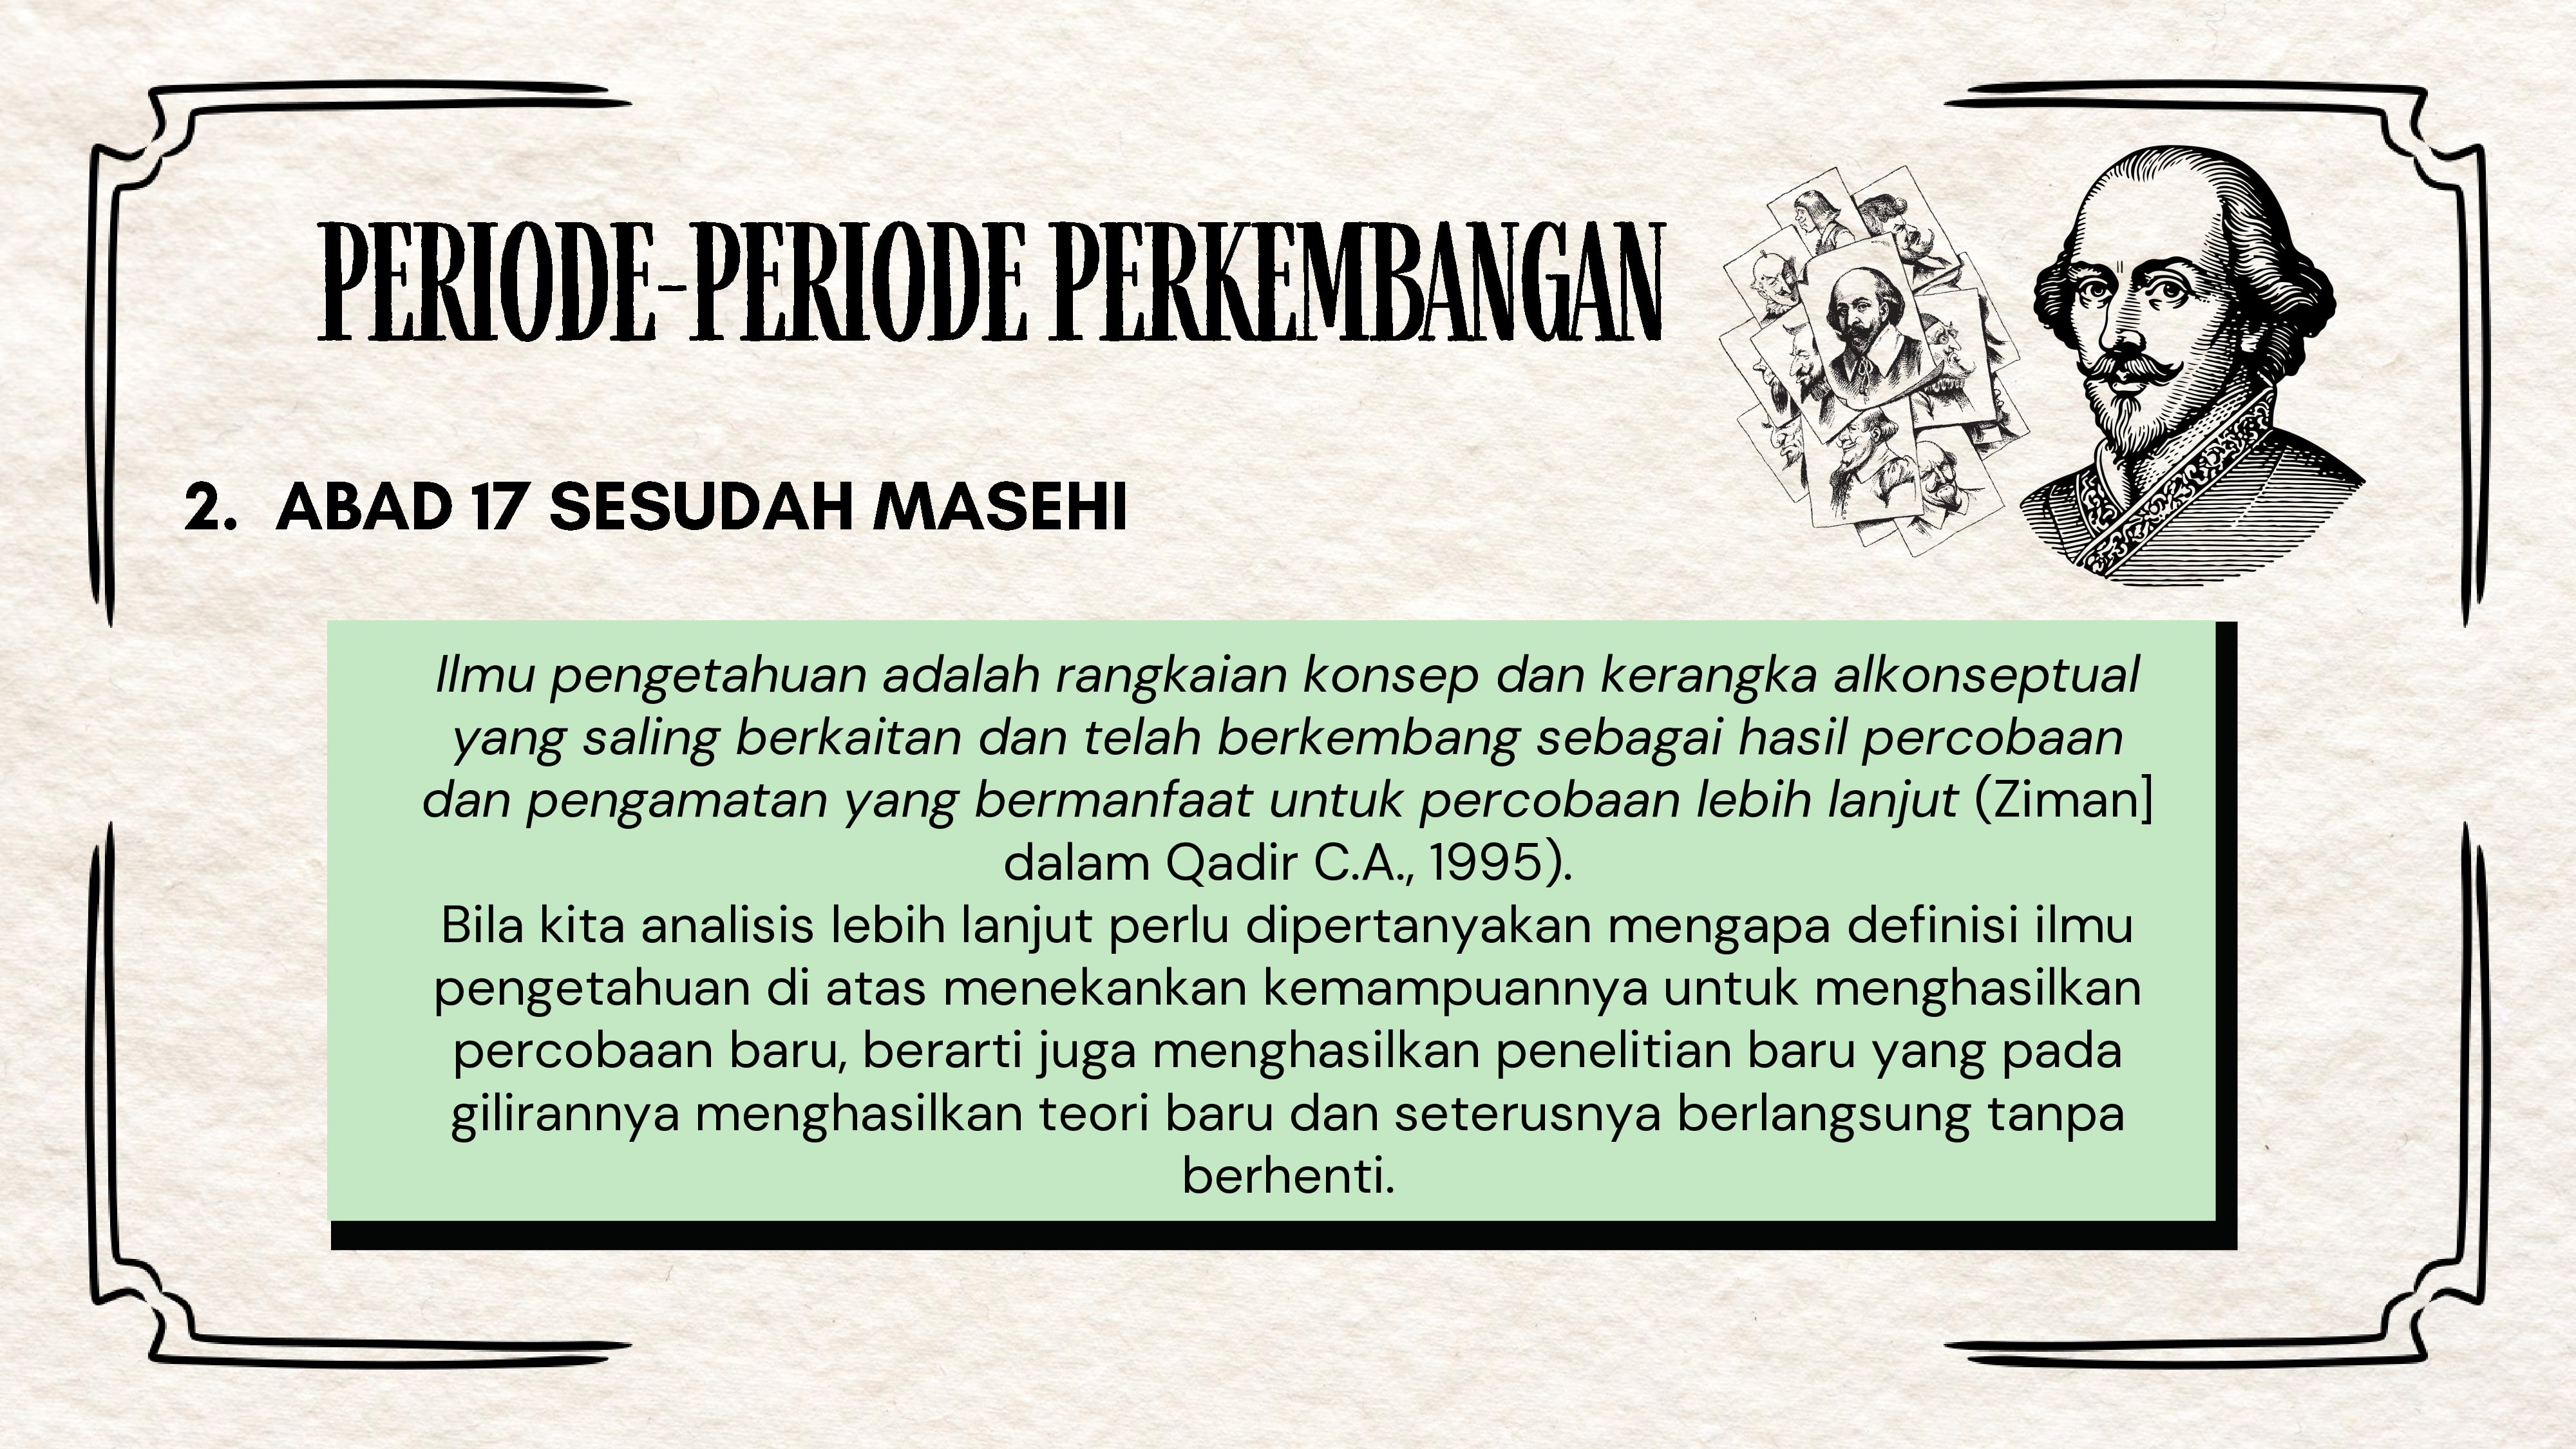 PERIODE-PERIODE PERKEMBANGAN
2. ABAD 17 SESUDAH MASEHI
Ilmu pengetahuan adalah rangkaian konsep dan kerangka alkonseptual
yang saling berkaitan dan telah berkembang sebagai hasil percobaan
dan pengamatan yang bermanfaat untuk percobaan lebih lanjut (Ziman]
dalam Qadir C.A., 1995).
Bila kita analisis lebih lanjut perlu dipertanyakan mengapa definisi ilmu
pengetahuan di atas menekankan kemampuannya untuk menghasilkan
percobaan baru, berarti juga menghasilkan penelitian baru yang pada
gilirannya menghasilkan teori baru dan seterusnya berlangsung tanpa
berhenti.